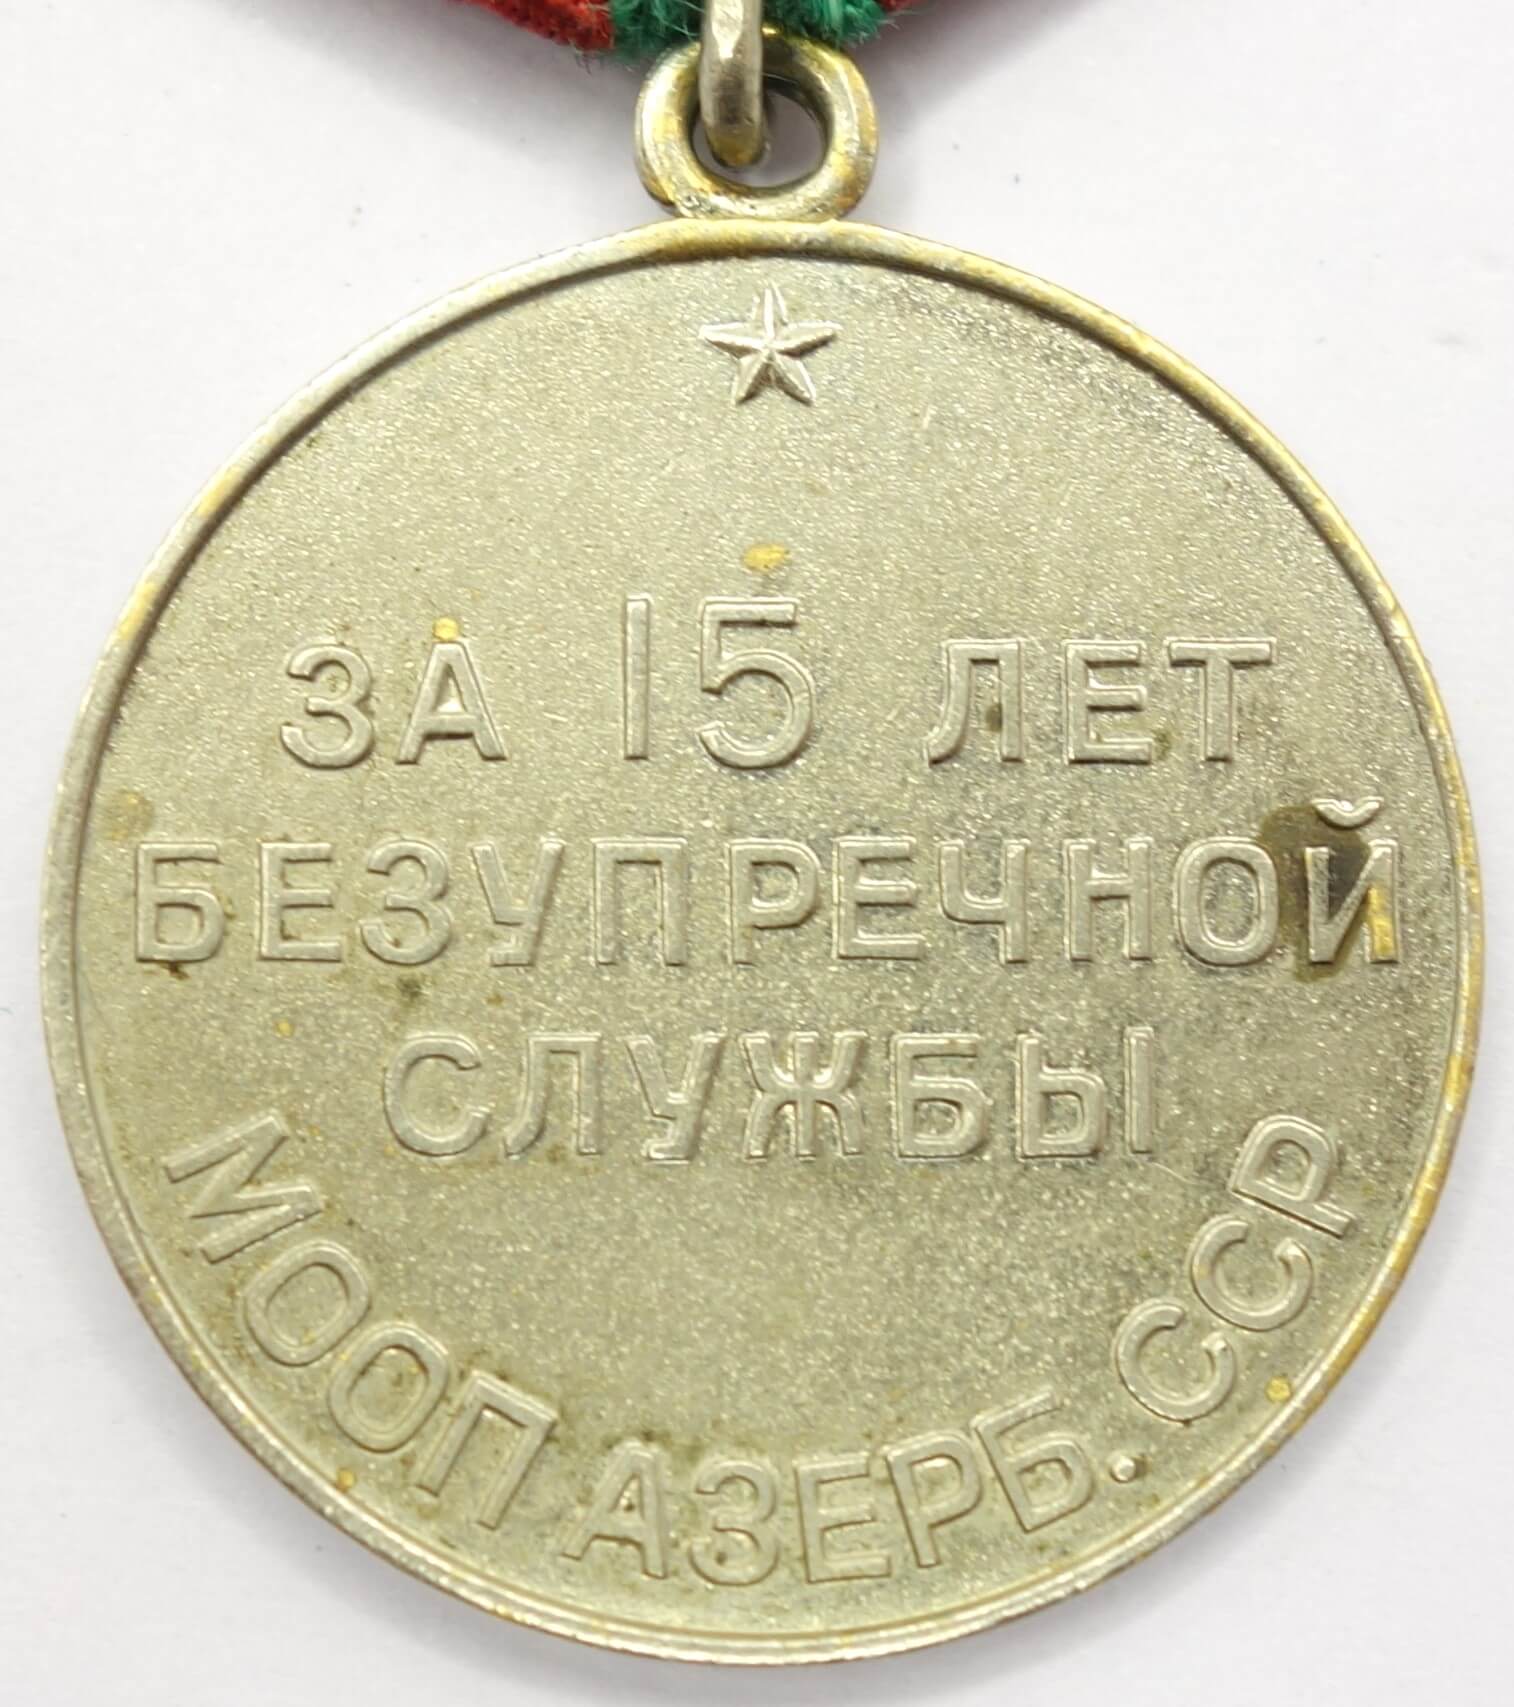 ЗА 15 ЛЕТ
БЕЗУПРЕЧНОЙ
СЛУЖБЫ
МООП АЗЕРБ. ССР